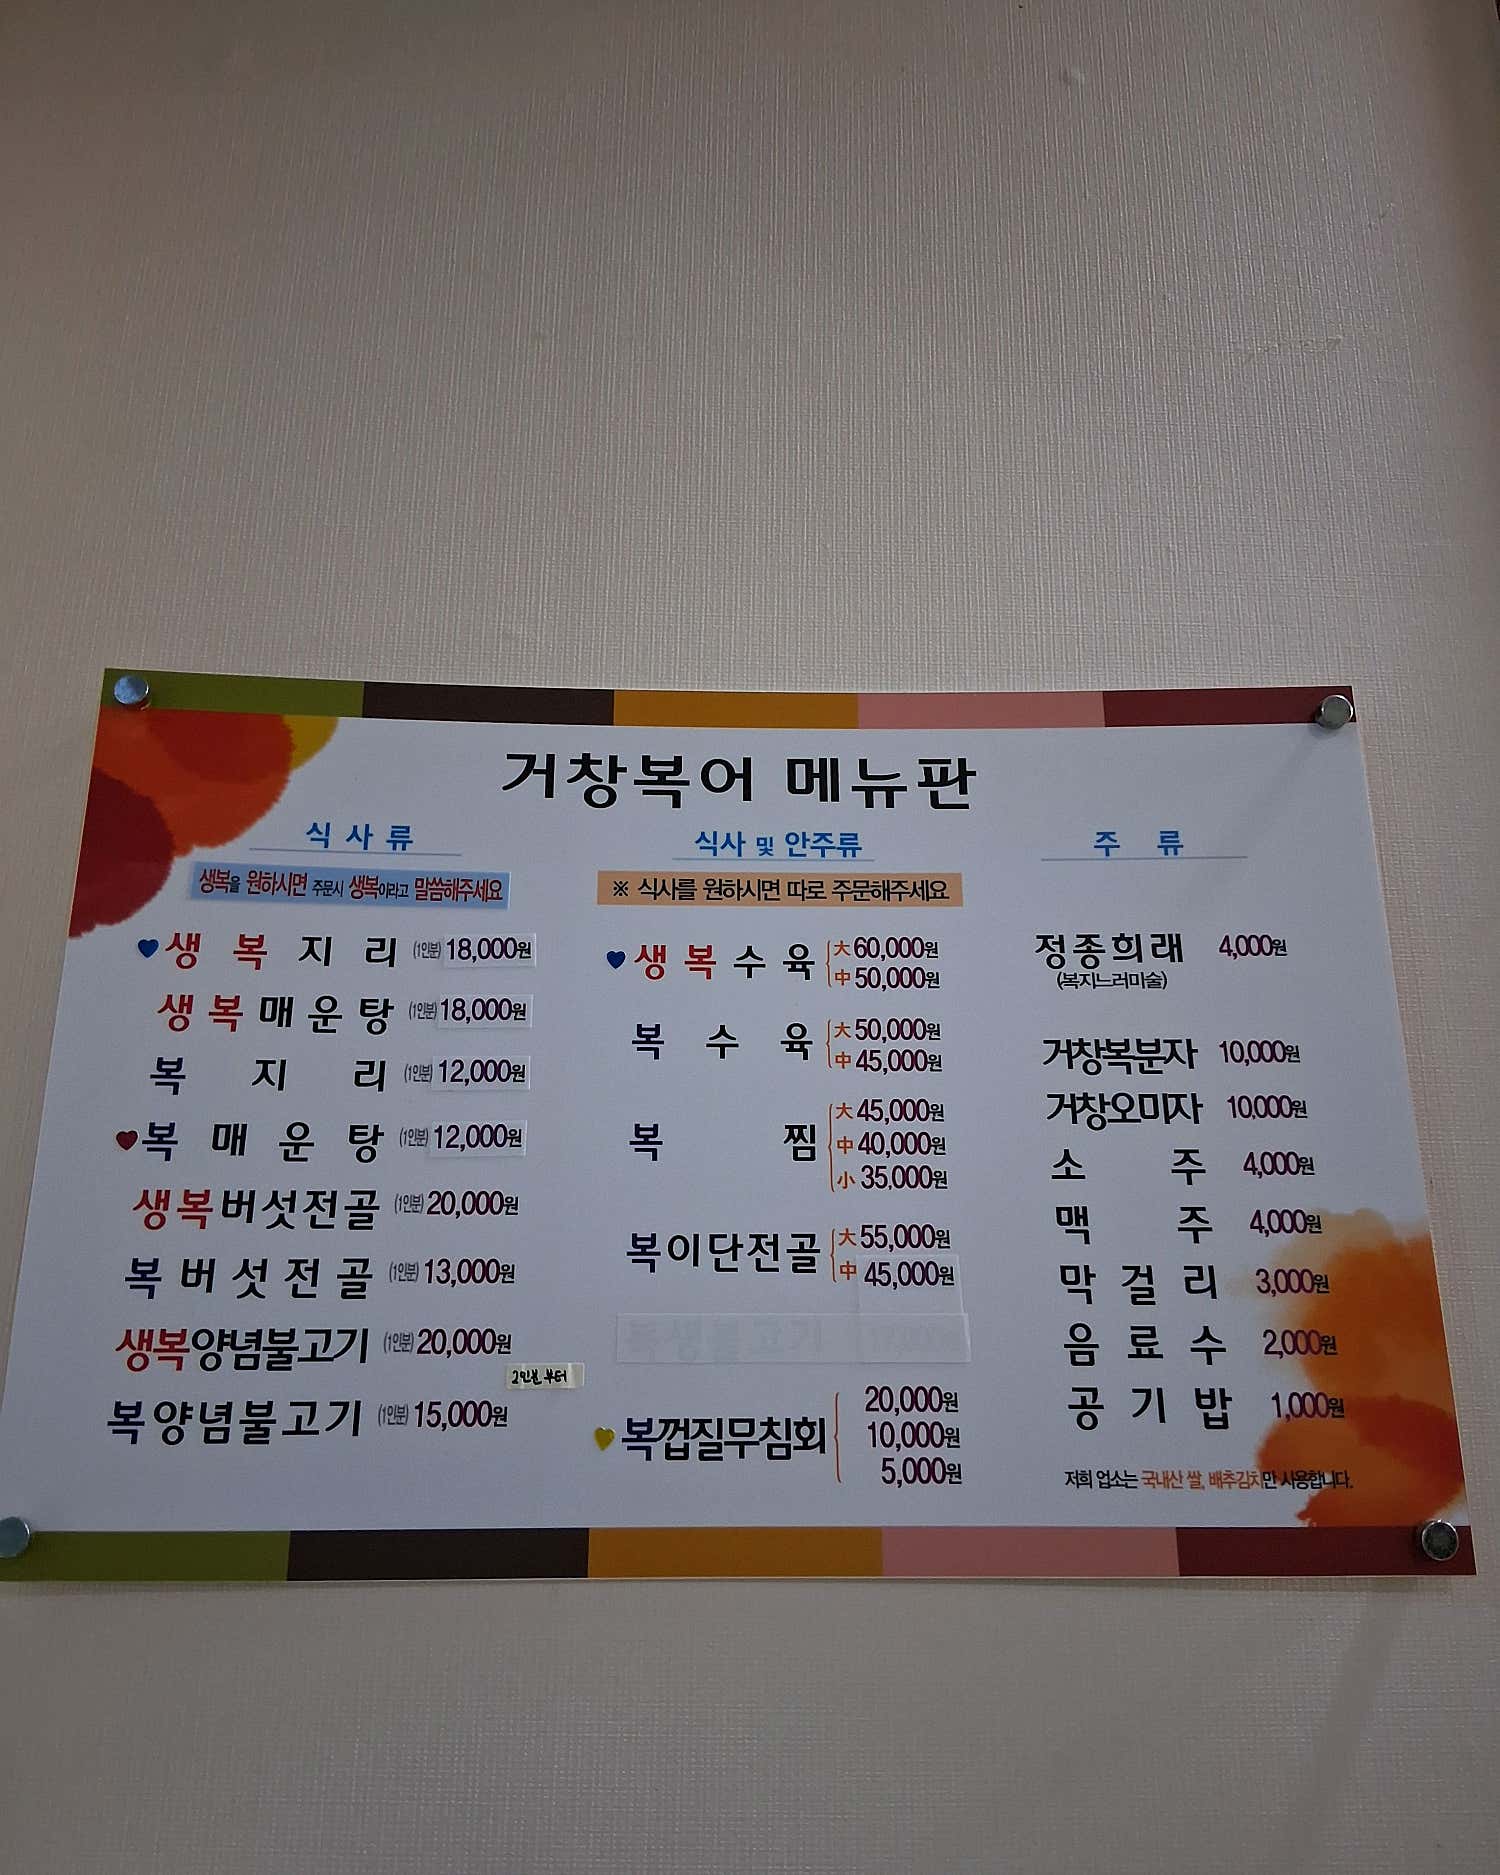 거창복어 메뉴판
식 사 류
생복을 원하시면 주문시 생복이라고 말씀해주세요
생 복 지 리 (1인분) 18,000원
생 복 매 운 탕 (1인분) 18,000원
복 지 리 (1인분) 12,000원
복 매 운 탕 (1인분) 12,000원
생복버섯전골 (1인분) 20,000원
복 버 섯 전 골 (1인분) 13,000원
생복양념불고기 (1인분) 20,000원
2인분 부터
복양념불고기 (1인분) 15,000원
식사 및 안주류
※ 식사를 원하시면 따로 주문해주세요
생 복 수 육 大 60,000원
中 50,000원
복 수 육 大 50,000원
中 45,000원
복 찜 大 45,000원
中 40,000원
小 35,000원
복이단전골 大 55,000원
中 45,000원
복껍질무침회 20,000원
10,000원
5,000원
주 류
정종희래 4,000원
(복지느러미술)
거창복분자 10,000원
거창오미자 10,000원
소 주 4,000원
맥 주 4,000원
막 걸 리 3,000원
음 료 수 2,000원
공 기 밥 1,000원
저희 업소는 국내산 쌀, 배추김치만 사용합니다.